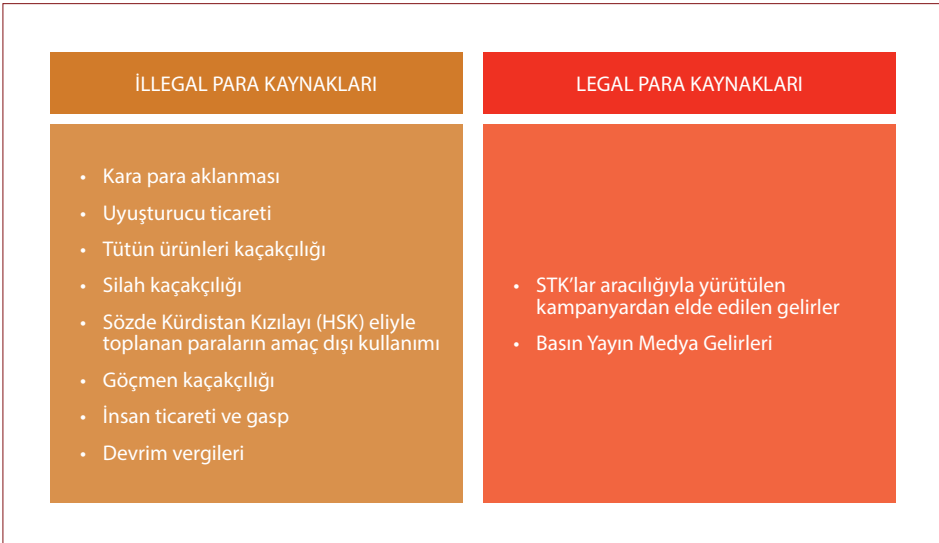 İLLEGAL PARA KAYNAKLARI
• Kara para aklanması
• Uyuşturucu ticareti
• Tütün ürünleri kaçakçılığı
• Silah kaçakçılığı
• Sözde Kürdistan Kızılayı (HSK) eliyle
toplanan paraların amaç dışı kullanımı
• Göçmen kaçakçılığı
• İnsan ticareti ve gasp
• Devrim vergileri
LEGAL PARA KAYNAKLARI
• STK’lar aracılığıyla yürütülen
kampanyardan elde edilen gelirler
• Basın Yayın Medya Gelirleri